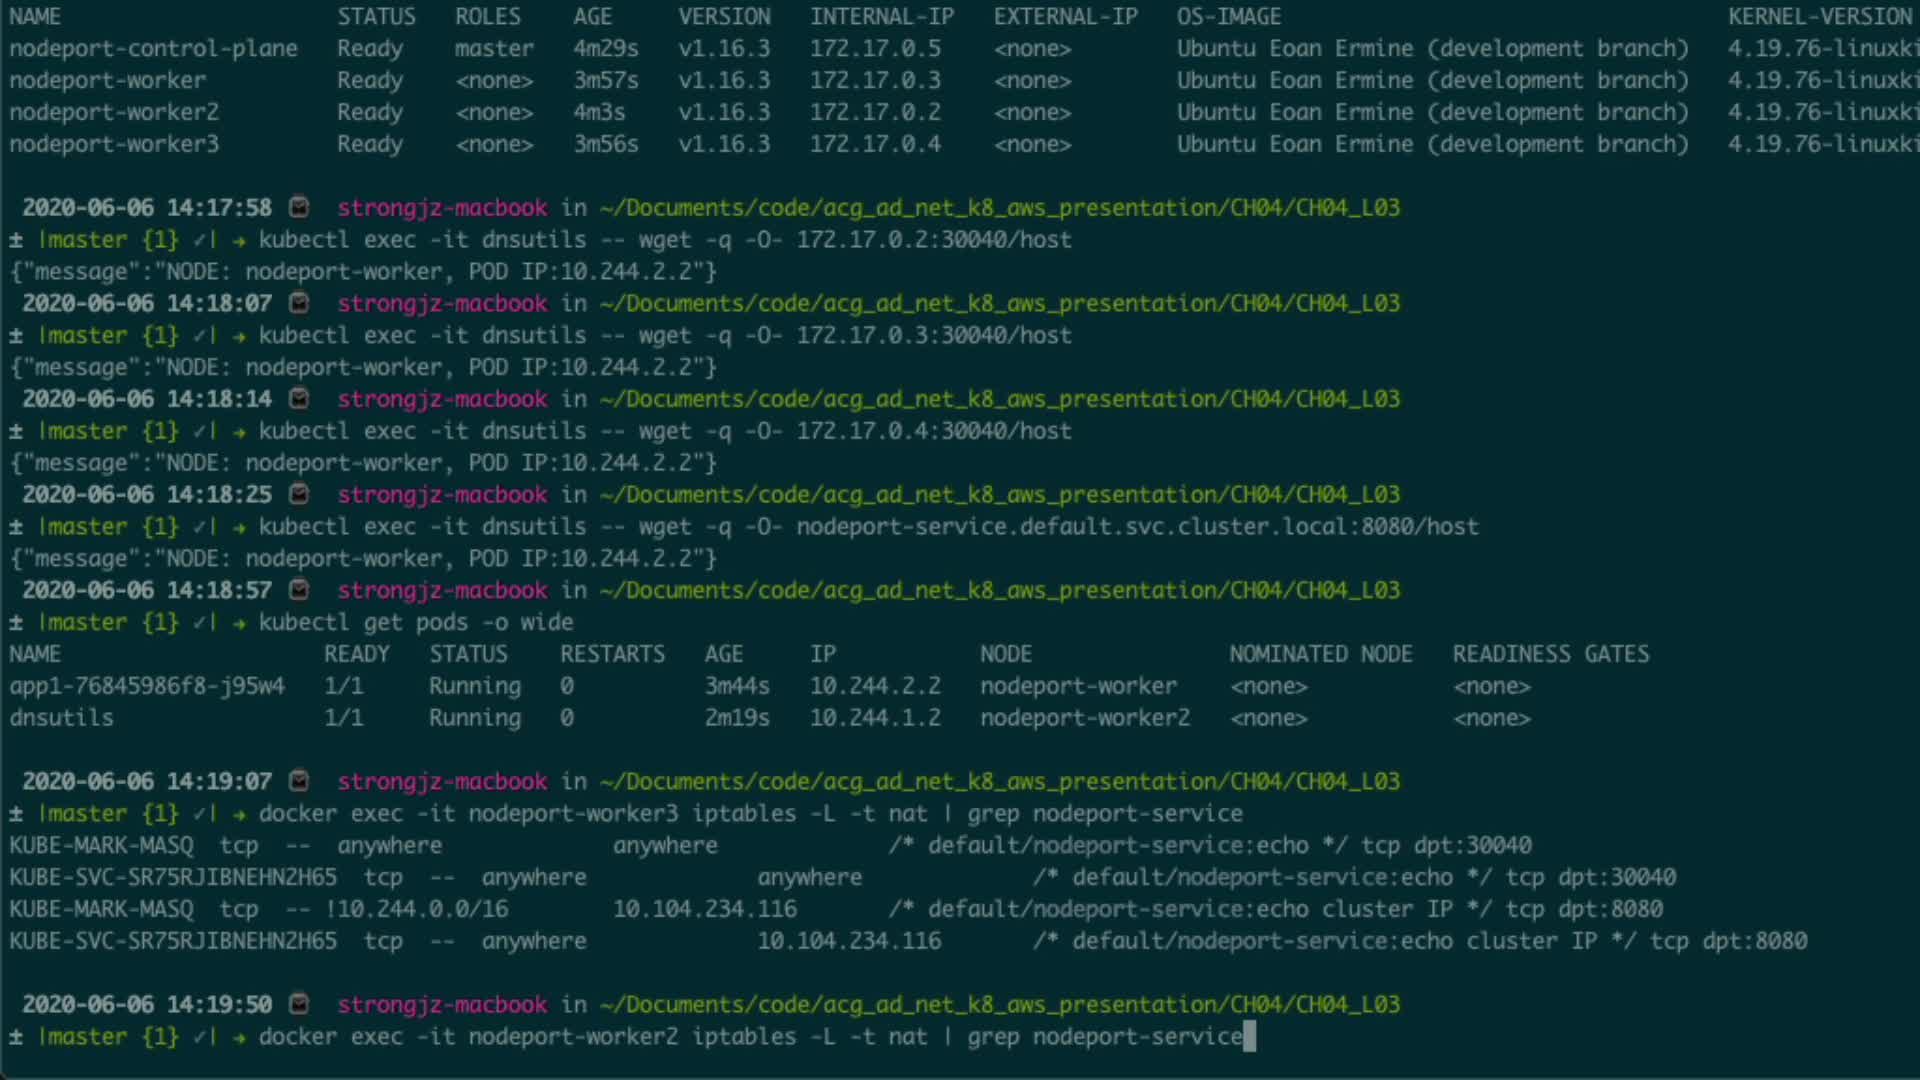 NAME STATUS ROLES AGE VERSION INTERNAL-IP EXTERNAL-IP OS-IMAGE KERNEL-VERSION
nodeport-control-plane Ready master 4m29s v1.16.3 172.17.0.5 <none> Ubuntu Eoan Ermine (development branch) 4.19.76-linuxki
nodeport-worker Ready <none> 3m57s v1.16.3 172.17.0.3 <none> Ubuntu Eoan Ermine (development branch) 4.19.76-linuxki
nodeport-worker2 Ready <none> 4m3s v1.16.3 172.17.0.2 <none> Ubuntu Eoan Ermine (development branch) 4.19.76-linuxki
nodeport-worker3 Ready <none> 3m56s v1.16.3 172.17.0.4 <none> Ubuntu Eoan Ermine (development branch) 4.19.76-linuxki
2020-06-06 14:17:58 strongjz-macbook in ~/Documents/code/acg_ad_net_k8_aws_presentation/CH04/CH04_L03
± |master {1} ✓| → kubectl exec -it dnsutils -- wget -q -O- 172.17.0.2:30040/host
{"message":"NODE: nodeport-worker, POD IP:10.244.2.2"}
2020-06-06 14:18:07 strongjz-macbook in ~/Documents/code/acg_ad_net_k8_aws_presentation/CH04/CH04_L03
± |master {1} ✓| → kubectl exec -it dnsutils -- wget -q -O- 172.17.0.3:30040/host
{"message":"NODE: nodeport-worker, POD IP:10.244.2.2"}
2020-06-06 14:18:14 strongjz-macbook in ~/Documents/code/acg_ad_net_k8_aws_presentation/CH04/CH04_L03
± |master {1} ✓| → kubectl exec -it dnsutils -- wget -q -O- 172.17.0.4:30040/host
{"message":"NODE: nodeport-worker, POD IP:10.244.2.2"}
2020-06-06 14:18:25 strongjz-macbook in ~/Documents/code/acg_ad_net_k8_aws_presentation/CH04/CH04_L03
± |master {1} ✓| → kubectl exec -it dnsutils -- wget -q -O- nodeport-service.default.svc.cluster.local:8080/host
{"message":"NODE: nodeport-worker, POD IP:10.244.2.2"}
2020-06-06 14:18:57 strongjz-macbook in ~/Documents/code/acg_ad_net_k8_aws_presentation/CH04/CH04_L03
± |master {1} ✓| → kubectl get pods -o wide
NAME READY STATUS RESTARTS AGE IP NODE NOMINATED NODE READINESS GATES
app1-76845986f8-j95w4 1/1 Running 0 3m44s 10.244.2.2 nodeport-worker <none> <none>
dnsutils 1/1 Running 0 2m19s 10.244.1.2 nodeport-worker2 <none> <none>
2020-06-06 14:19:07 strongjz-macbook in ~/Documents/code/acg_ad_net_k8_aws_presentation/CH04/CH04_L03
± |master {1} ✓| → docker exec -it nodeport-worker3 iptables -L -t nat | grep nodeport-service
KUBE-MARK-MASQ tcp -- anywhere anywhere /* default/nodeport-service:echo */ tcp dpt:30040
KUBE-SVC-SR75RJIBNEHN2H65 tcp -- anywhere anywhere /* default/nodeport-service:echo */ tcp dpt:30040
KUBE-MARK-MASQ tcp -- !10.244.0.0/16 10.104.234.116 /* default/nodeport-service:echo cluster IP */ tcp dpt:8080
KUBE-SVC-SR75RJIBNEHN2H65 tcp -- anywhere 10.104.234.116 /* default/nodeport-service:echo cluster IP */ tcp dpt:8080
2020-06-06 14:19:50 strongjz-macbook in ~/Documents/code/acg_ad_net_k8_aws_presentation/CH04/CH04_L03
± |master {1} ✓| → docker exec -it nodeport-worker2 iptables -L -t nat | grep nodeport-service